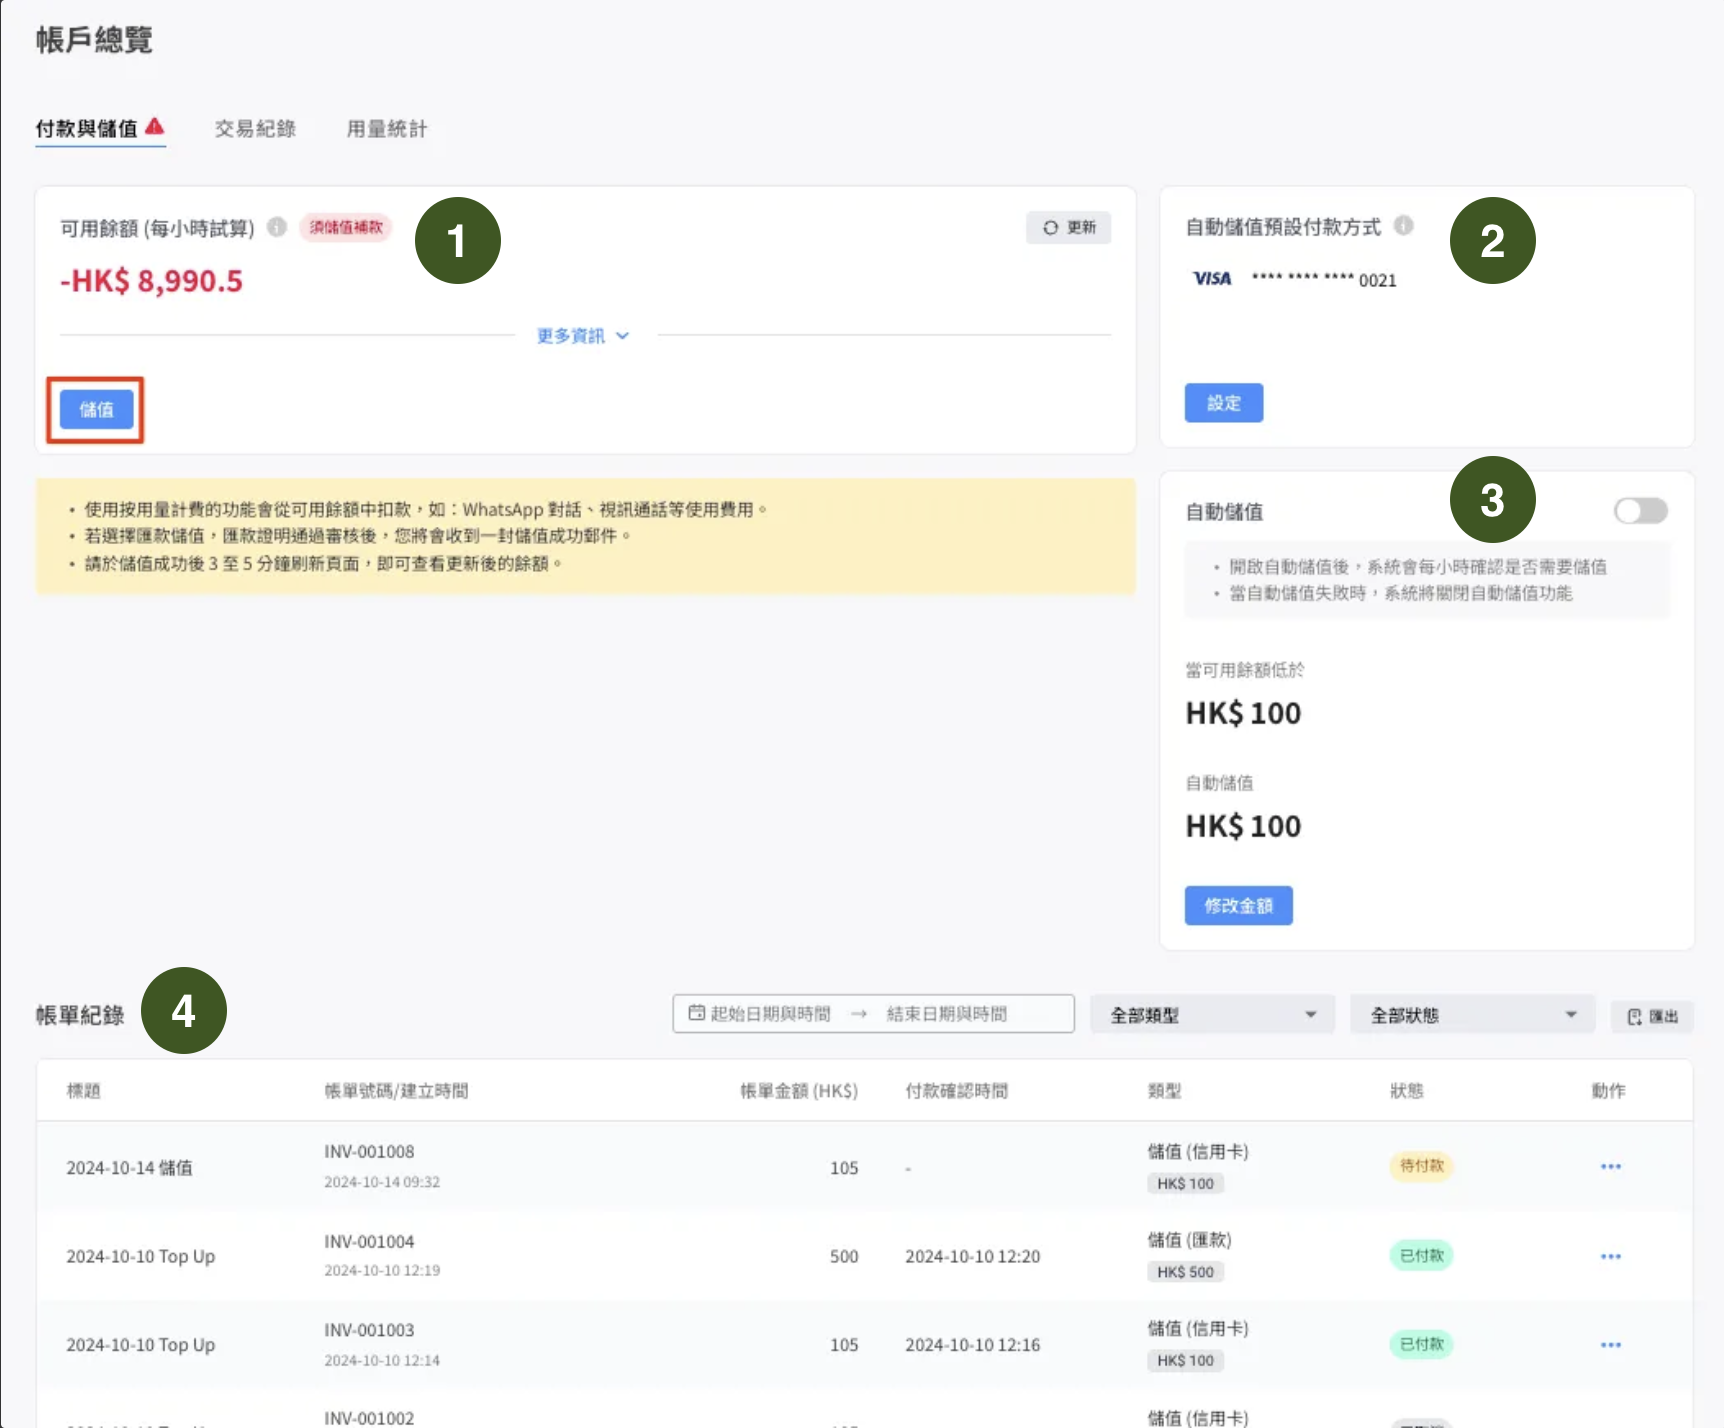 帳戶總覽
付款與儲值 交易紀錄 用量統計
可用餘額 (每小時試算) 須儲值補款 1 更新
-HK$ 8,990.5
更多資訊
儲值
使用按用量計費的功能會從可用餘額中扣款，如：WhatsApp 對話、視訊通話等使用費用。
若選擇匯款儲值，匯款證明通過審核後，您將會收到一封儲值成功郵件。
請於儲值成功後 3 至 5 分鐘刷新頁面，即可查看更新後的餘額。
自動儲值預設付款方式 2
VISA **** **** **** 0021
設定
自動儲值 3
開啟自動儲值後，系統會每小時確認是否需要儲值
當自動儲值失敗時，系統將關閉自動儲值功能
當可用餘額低於
HK$ 100
自動儲值
HK$ 100
修改金額
帳單紀錄 4 起始日期與時間 → 結束日期與時間 全部類型 全部狀態 匯出
標題 帳單號碼/建立時間 帳單金額 (HK$) 付款確認時間 類型 狀態 動作
2024-10-14 儲值 INV-001008 2024-10-14 09:32 105 - 儲值 (信用卡) HK$ 100 待付款
2024-10-10 Top Up INV-001004 2024-10-10 12:19 500 2024-10-10 12:20 儲值 (匯款) HK$ 500 已付款
2024-10-10 Top Up INV-001003 2024-10-10 12:14 105 2024-10-10 12:16 儲值 (信用卡) HK$ 100 已付款
INV-001002 儲值 (信用卡)